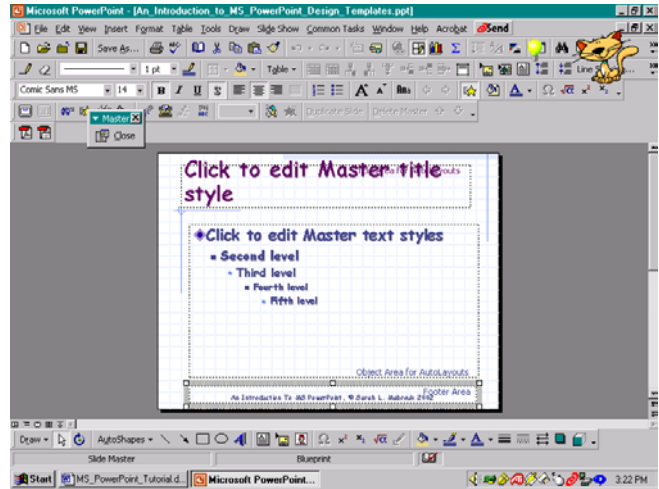 Microsoft PowerPoint - [An_Introduction_to_MS_PowerPoint_Design_Templates.ppt]
File Edit View Insert Format Table Tools Draw Slide Show Common Tasks Window Help Acrobat Send
Save As...
1 pt Table Line S...
Comic Sans MS 14 B I U S A A
Duplicate Slide Delete Master
Master
Close
Click to edit Master title
style
Click to edit Master text styles
Second level
Third level
Fourth level
Fifth level
Object Area for AutoLayouts
Footer Area
An Introduction To MS PowerPoint, © Sarah L. 2002
Draw AutoShapes
Slide Master Blueprint
Start MS_PowerPoint_Tutorial.d... Microsoft PowerPoint... 3:22 PM